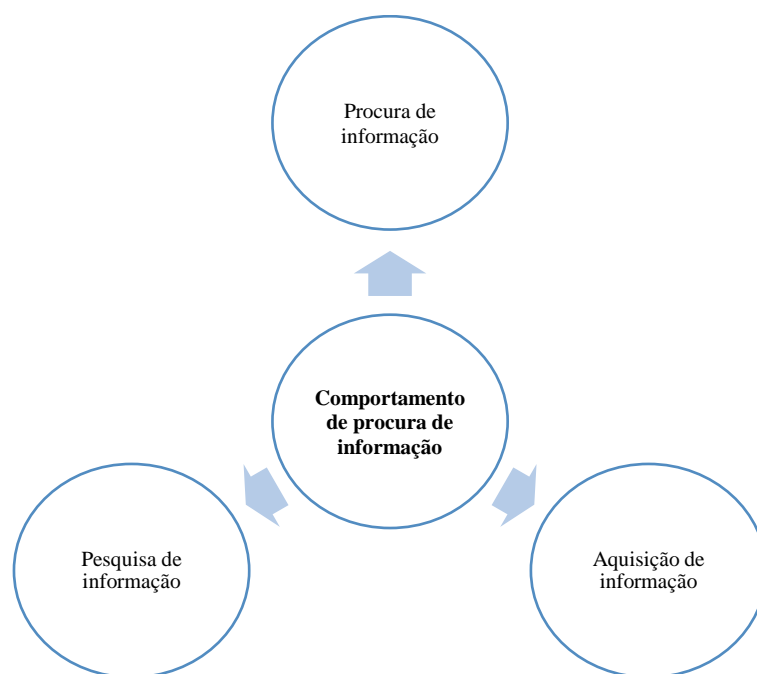 Procura de
informação
Comportamento
de procura de
informação
Pesquisa de
informação
Aquisição de
informação